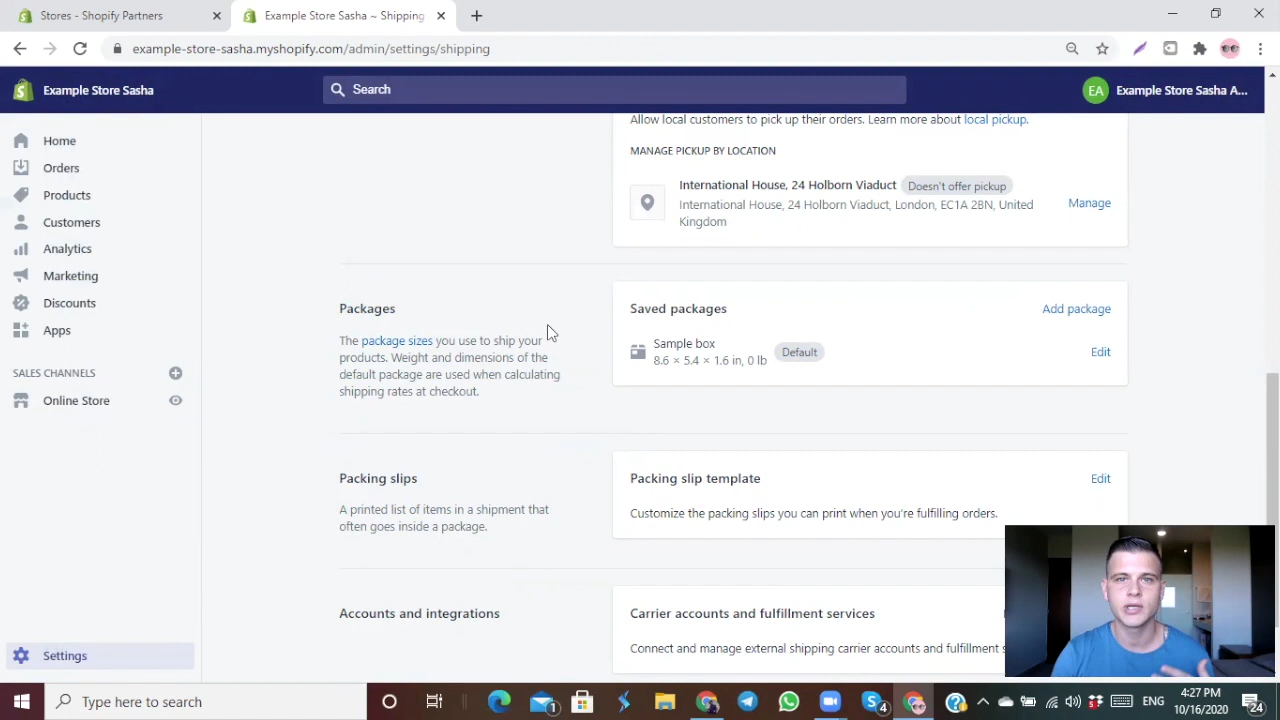 Stores - Shopify Partners
Example Store Sasha ~ Shipping
example-store-sasha.myshopify.com/admin/settings/shipping
Example Store Sasha
Search
EA
Example Store Sasha A...
Home
Orders
Products
Customers
Analytics
Marketing
Discounts
Apps
SALES CHANNELS
Online Store
Settings
Allow local customers to pick up their orders. Learn more about local pickup.
MANAGE PICKUP BY LOCATION
International House, 24 Holborn Viaduct Doesn't offer pickup
International House, 24 Holborn Viaduct, London, EC1A 2BN, United
Kingdom
Manage
Packages
The package sizes you use to ship your
products. Weight and dimensions of the
default package are used when calculating
shipping rates at checkout.
Saved packages
Add package
Sample box
8.6 × 5.4 × 1.6 in, 0 lb
Default
Edit
Packing slips
A printed list of items in a shipment that
often goes inside a package.
Packing slip template
Edit
Customize the packing slips you can print when you're fulfilling orders.
Accounts and integrations
Carrier accounts and fulfillment services
Connect and manage external shipping carrier accounts and fulfillment
Type here to search
1
4
ENG
4:27 PM
10/16/2020
24